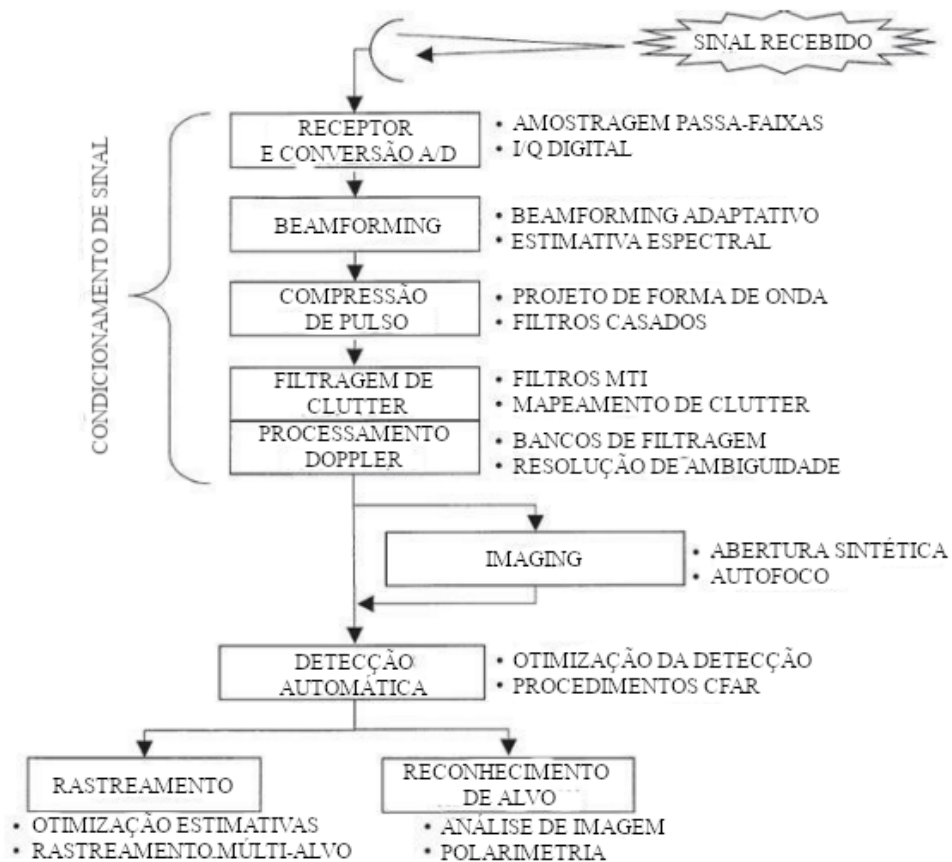 SINAL RECEBIDO
CONDICIONAMENTO DE SINAL
RECEPTOR
E CONVERSÃO A/D
• AMOSTRAGEM PASSA-FAIXAS
• I/Q DIGITAL
BEAMFORMING
• BEAMFORMING ADAPTATIVO
• ESTIMATIVA ESPECTRAL
COMPRESSÃO
DE PULSO
• PROJETO DE FORMA DE ONDA
• FILTROS CASADOS
FILTRAGEM DE
CLUTTER
• FILTROS MTI
• MAPEAMENTO DE CLUTTER
PROCESSAMENTO
DOPPLER
• BANCOS DE FILTRAGEM
• RESOLUÇÃO DE AMBIGUIDADE
IMAGING
• ABERTURA SINTÉTICA
• AUTOFOCO
DETECÇÃO
AUTOMÁTICA
• OTIMIZAÇÃO DA DETECÇÃO
• PROCEDIMENTOS CFAR
RASTREAMENTO
• OTIMIZAÇÃO ESTIMATIVAS
• RASTREAMENTO.MÚLTI-ALVO
RECONHECIMENTO
DE ALVO
• ANÁLISE DE IMAGEM
• POLARIMETRIA